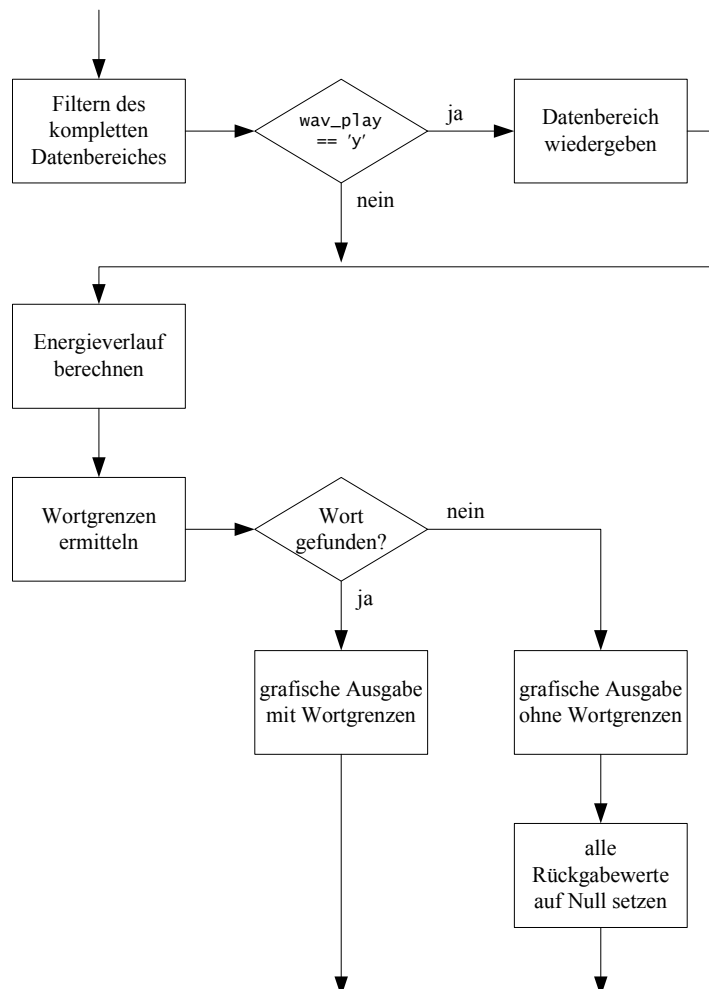 Filtern des
kompletten
Datenbereiches
wav_play
== 'y'
ja
Datenbereich
wiedergeben
nein
Energieverlauf
berechnen
Wortgrenzen
ermitteln
Wort
gefunden?
nein
ja
grafische Ausgabe
mit Wortgrenzen
grafische Ausgabe
ohne Wortgrenzen
alle
Rückgabewerte
auf Null setzen